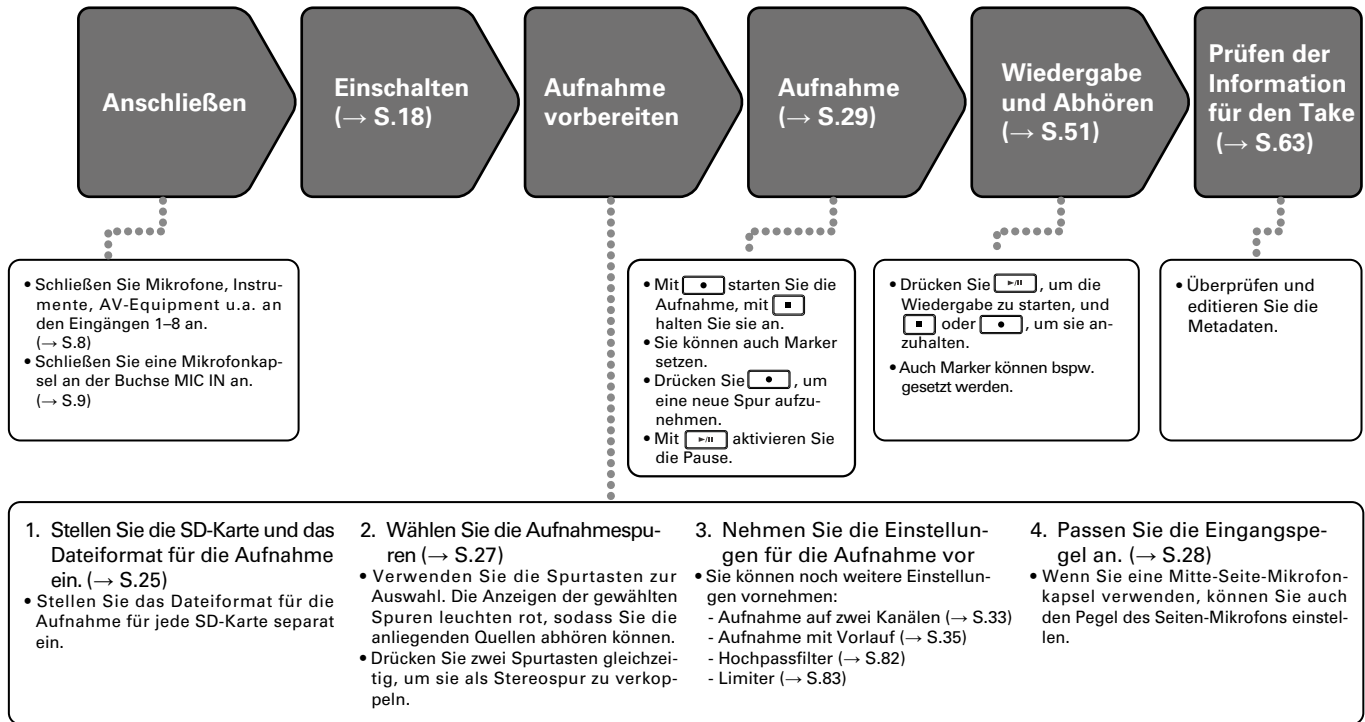 Anschließen
Einschalten
(→ S.18)
Aufnahme
vorbereiten
Aufnahme
(→ S.29)
Wiedergabe
und Abhören
(→ S.51)
Prüfen der
Information
für den Take
(→ S.63)
• Schließen Sie Mikrofone, Instru-
mente, AV-Equipment u.a. an
den Eingängen 1–8 an.
(→ S.8)
• Schließen Sie eine Mikrofonkap-
sel an der Buchse MIC IN an.
(→ S.9)
• Mit ● starten Sie die
Aufnahme, mit ■
halten Sie sie an.
• Sie können auch Marker
setzen.
• Drücken Sie ●, um
eine neue Spur aufzu-
nehmen.
• Mit ►/II aktivieren Sie
die Pause.
• Drücken Sie ►/II, um die
Wiedergabe zu starten, und
■ oder ●, um sie an-
zuhalten.
• Auch Marker können bspw.
gesetzt werden.
• Überprüfen und
editieren Sie die
Metadaten.
1. Stellen Sie die SD-Karte und das
Dateiformat für die Aufnahme
ein. (→ S.25)
• Stellen Sie das Dateiformat für die
Aufnahme für jede SD-Karte separat
ein.
2. Wählen Sie die Aufnahmespu-
ren (→ S.27)
• Verwenden Sie die Spurtasten zur
Auswahl. Die Anzeigen der gewählten
Spuren leuchten rot, sodass Sie die
anliegenden Quellen abhören können.
• Drücken Sie zwei Spurtasten gleichzei-
tig, um sie als Stereospur zu verkop-
peln.
3. Nehmen Sie die Einstellun-
gen für die Aufnahme vor
• Sie können noch weitere Einstellun-
gen vornehmen:
- Aufnahme auf zwei Kanälen (→ S.33)
- Aufnahme mit Vorlauf (→ S.35)
- Hochpassfilter (→ S.82)
- Limiter (→ S.83)
4. Passen Sie die Eingangspe-
gel an. (→ S.28)
• Wenn Sie eine Mitte-Seite-Mikrofon-
kapsel verwenden, können Sie auch
den Pegel des Seiten-Mikrofons einstel-
len.